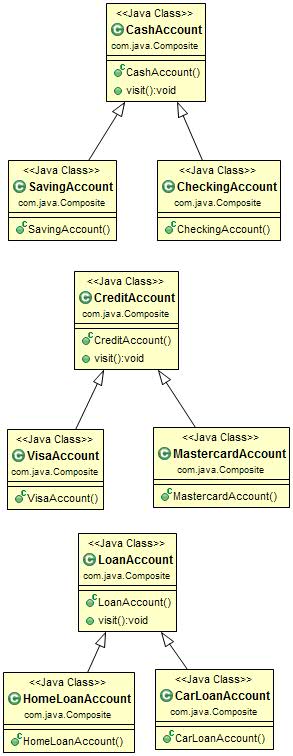 <<Java Class>>
CashAccount
com.java.Composite
CashAccount()
visit():void
<<Java Class>>
SavingAccount
com.java.Composite
SavingAccount()
<<Java Class>>
CheckingAccount
com.java.Composite
CheckingAccount()
<<Java Class>>
CreditAccount
com.java.Composite
CreditAccount()
visit():void
<<Java Class>>
VisaAccount
com.java.Composite
VisaAccount()
<<Java Class>>
MastercardAccount
com.java.Composite
MastercardAccount()
<<Java Class>>
LoanAccount
com.java.Composite
LoanAccount()
visit():void
<<Java Class>>
HomeLoanAccount
com.java.Composite
HomeLoanAccount()
<<Java Class>>
CarLoanAccount
com.java.Composite
CarLoanAccount()